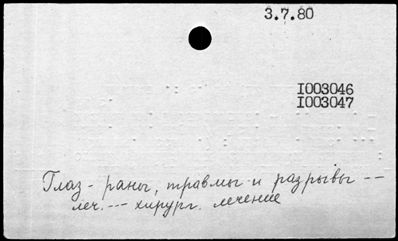 3.7.80
I003046
I003047
Глаз - раны, травмы и разрывы --
леч. --- хирург. лечение